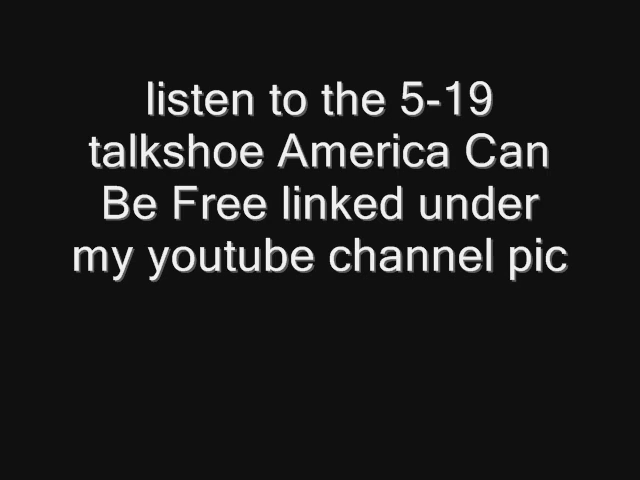 listen to the 5-19
talkshoe America Can
Be Free linked under
my youtube channel pic